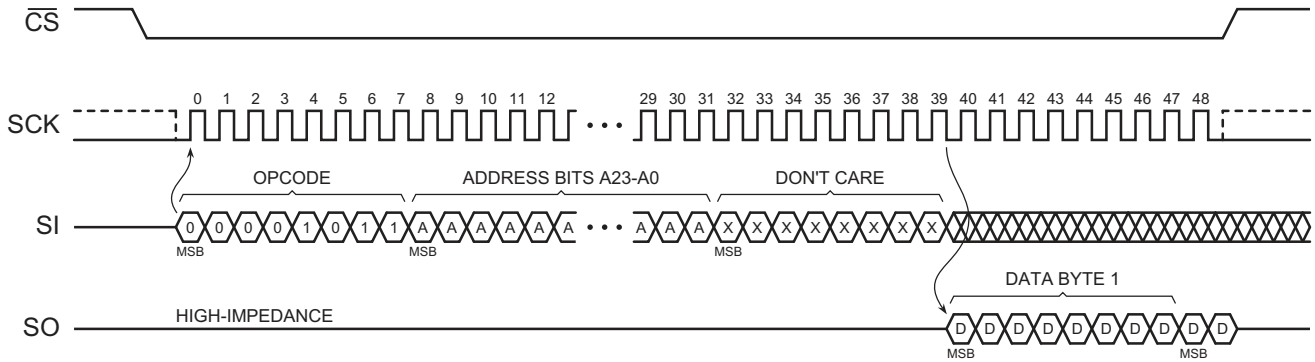 CS
SCK
0 1 2 3 4 5 6 7 8 9 10 11 12 • • • 29 30 31 32 33 34 35 36 37 38 39 40 41 42 43 44 45 46 47 48
OPCODE ADDRESS BITS A23-A0 DON'T CARE
SI
0 0 0 0 1 0 1 1 A A A A A A • • • A A A X X X X X X X X
MSB MSB MSB
DATA BYTE 1
SO
HIGH-IMPEDANCE
D D D D D D D D D D
MSB MSB